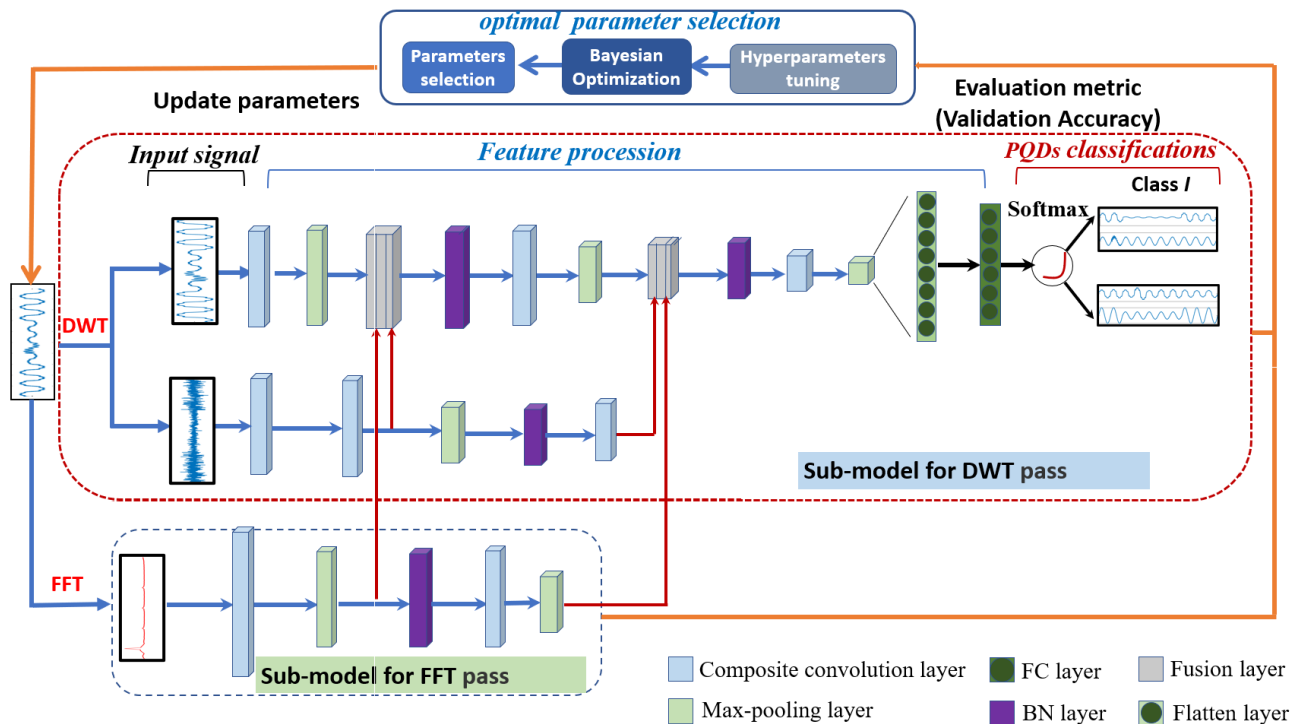 optimal parameter selection
Parameters
selection
Bayesian
Optimization
Hyperparameters
tuning
Update parameters
Evaluation metric
(Validation Accuracy)
Input signal
Feature procession
PQDs classifications
Class I
Softmax
DWT
Sub-model for DWT pass
FFT
Sub-model for FFT pass
Composite convolution layer
FC layer
Fusion layer
Max-pooling layer
BN layer
Flatten layer